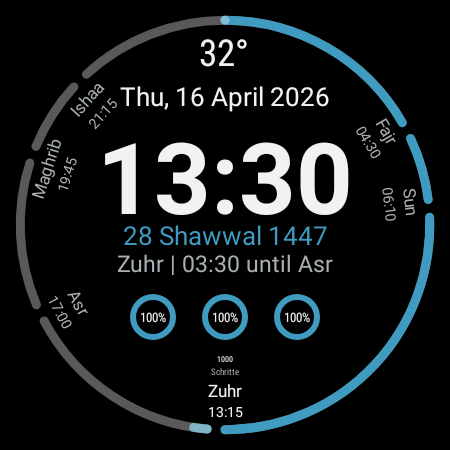 32°
Thu, 16 April 2026
13:30
28 Shawwal 1447
Zuhr | 03:30 until Asr
100% 100% 100%
1000
Schritte
Zuhr
13:15
Fajr
04:30
Sun
06:10
Asr
17:00
Maghrib
19:45
Ishaa
21:15